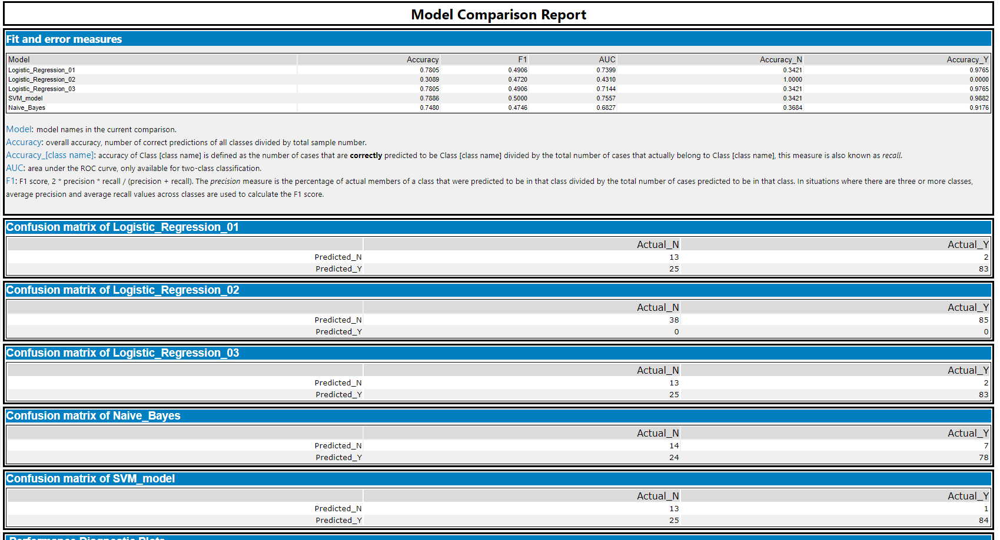 Model Comparison Report
Fit and error measures
Model Accuracy F1 AUC Accuracy_N Accuracy_Y
Logistic_Regression_01 0.7805 0.4906 0.7399 0.3421 0.9765
Logistic_Regression_02 0.3089 0.4720 0.4310 1.0000 0.0000
Logistic_Regression_03 0.7805 0.4906 0.7144 0.3421 0.9765
SVM_model 0.7886 0.5000 0.7557 0.3421 0.9882
Naive_Bayes 0.7480 0.4746 0.6827 0.3684 0.9176
Model: model names in the current comparison.
Accuracy: overall accuracy, number of correct predictions of all classes divided by total sample number.
Accuracy_[class name]: accuracy of Class [class name] is defined as the number of cases that are correctly predicted to be Class [class name] divided by the total number of cases that actually belong to Class [class name], this measure is also known as recall.
AUC: area under the ROC curve, only available for two-class classification.
F1: F1 score, 2 * precision * recall / (precision + recall). The precision measure is the percentage of actual members of a class that were predicted to be in that class divided by the total number of cases predicted to be in that class. In situations where there are three or more classes,
average precision and average recall values across classes are used to calculate the F1 score.
Confusion matrix of Logistic_Regression_01
Actual_N Actual_Y
Predicted_N 13 2
Predicted_Y 25 83
Confusion matrix of Logistic_Regression_02
Actual_N Actual_Y
Predicted_N 38 85
Predicted_Y 0 0
Confusion matrix of Logistic_Regression_03
Actual_N Actual_Y
Predicted_N 13 2
Predicted_Y 25 83
Confusion matrix of Naive_Bayes
Actual_N Actual_Y
Predicted_N 14 7
Predicted_Y 24 78
Confusion matrix of SVM_model
Actual_N Actual_Y
Predicted_N 13 1
Predicted_Y 25 84
Performance Diagnostic Plots